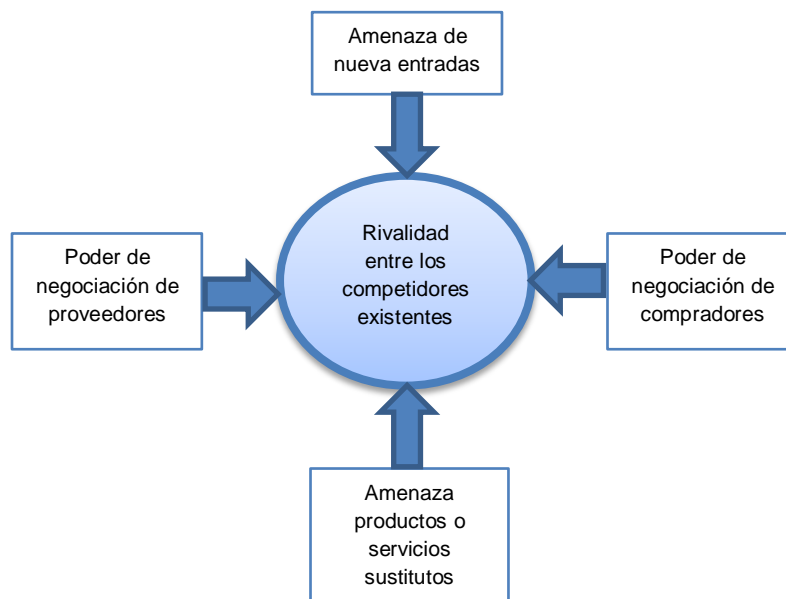 Amenaza de
nueva entradas
Rivalidad
entre los
competidores
existentes
Poder de
negociación de
proveedores
Poder de
negociación de
compradores
Amenaza
productos o
servicios
sustitutos